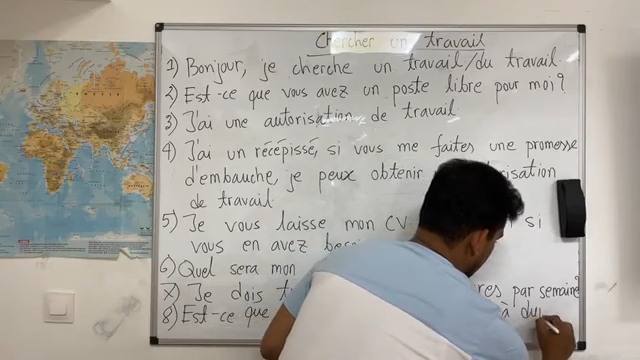 Chercher un travail
1) Bonjour, je cherche un travail/du travail
2) Est-ce que vous avez un poste libre pour moi?
3) J'ai une autorisation de travail
4) J'ai un récépissé, si vous me faites une promesse
d'embauche, je peux obtenir
de travail
5) Je vous laisse mon CV si
vous en avez
6) Quel sera mon
7) Je dois par semaine?
8) Est-ce que à